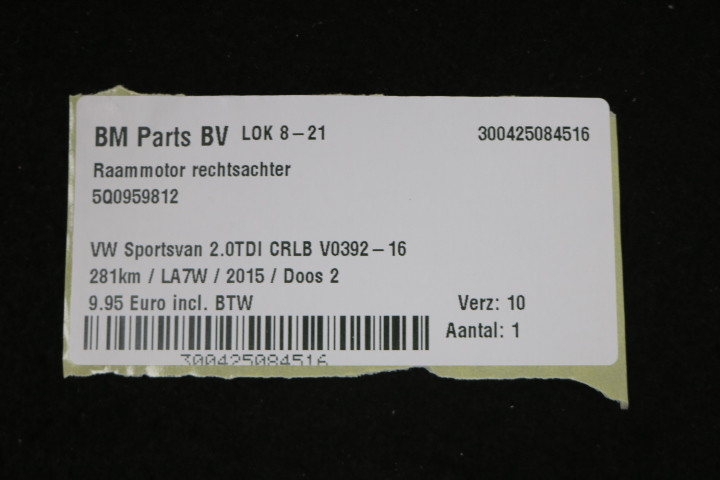 BM Parts BV LOK 8-21 300425084516
Raammotor rechtsachter
5Q0959812
VW Sportsvan 2.0TDI CRLB V0392-16
281km / LA7W / 2015 / Doos 2
9.95 Euro incl. BTW Verz: 10
Aantal: 1
300425084516